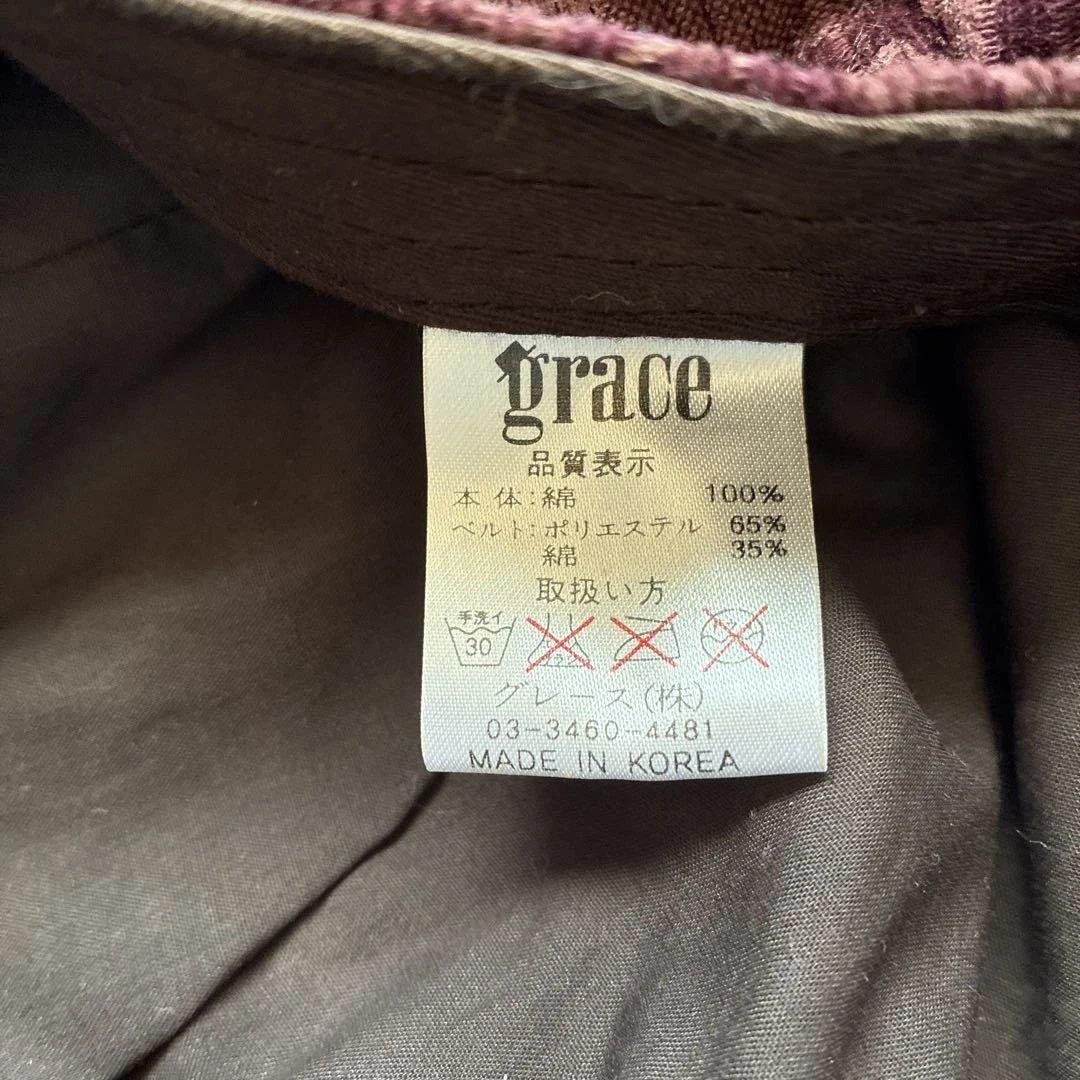 grace
品質表示
本体:綿 100%
ベルト:ポリエステル 65%
綿 35%
取扱い方
手洗イ
30
グレース(株)
03-3460-4481
MADE IN KOREA